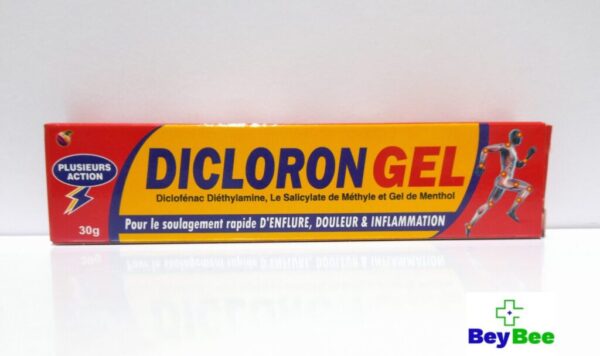 PLUSIEURS
ACTION
30g
DICLORON GEL
Diclofénac Diéthylamine, Le Salicylate de Méthyle et Gel de Menthol
Pour le soulagement rapide D'ENFLURE, DOULEUR & INFLAMMATION
BeyBee